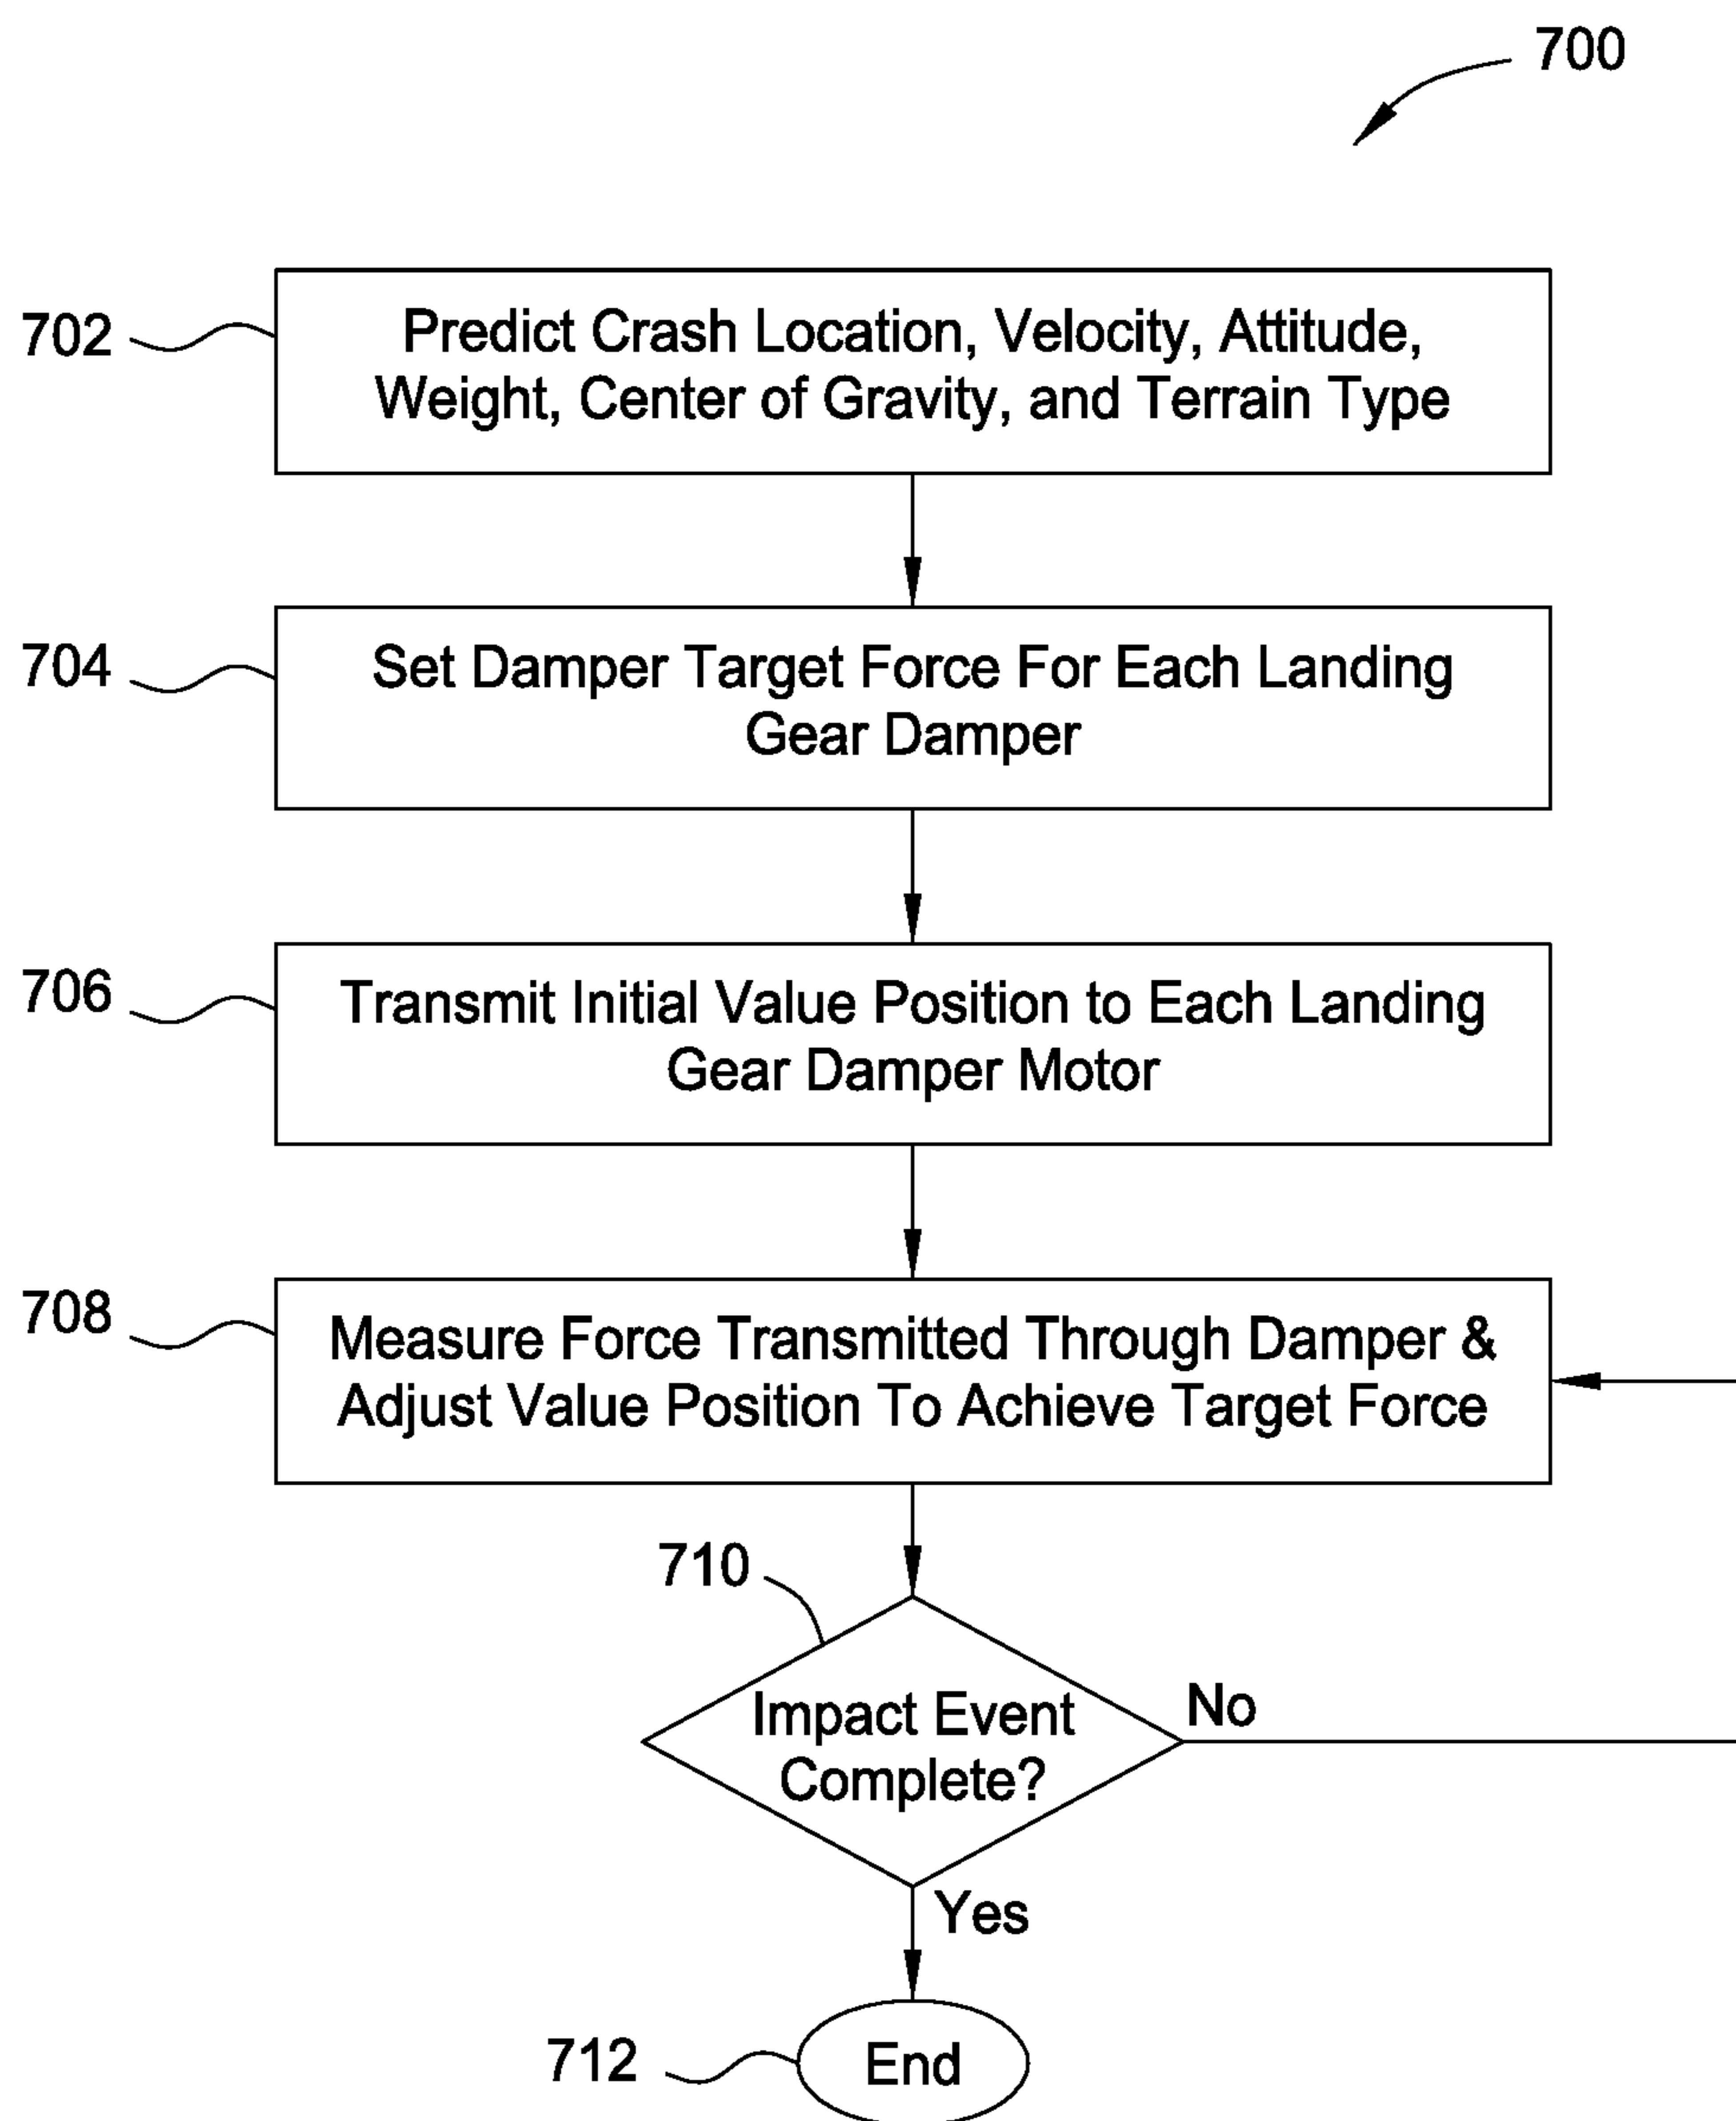 700
702
Predict Crash Location, Velocity, Attitude,
Weight, Center of Gravity, and Terrain Type
704
Set Damper Target Force For Each Landing
Gear Damper
706
Transmit Initial Value Position to Each Landing
Gear Damper Motor
708
Measure Force Transmitted Through Damper &
Adjust Value Position To Achieve Target Force
710
Impact Event
Complete?
No
Yes
712
End